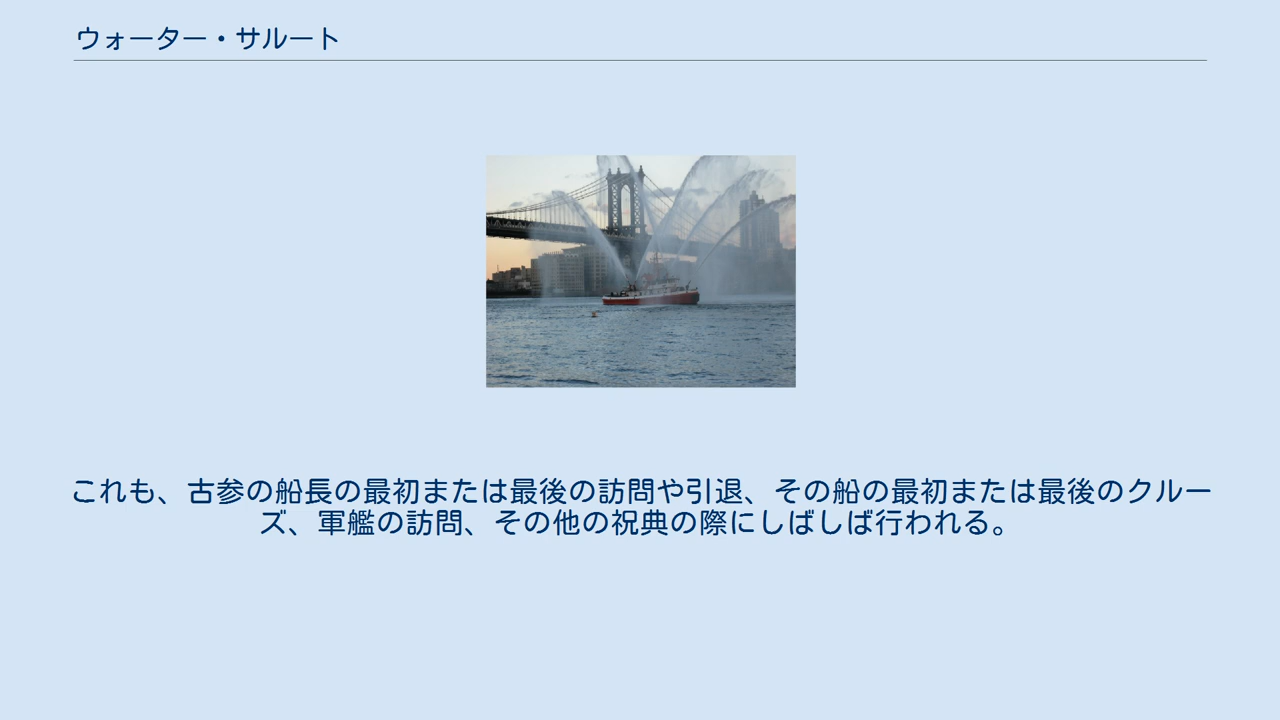 ウォーター・サルート
これも、古参の船長の最初または最後の訪問や引退、その船の最初または最後のクルー
ズ、軍艦の訪問、その他の祝典の際にしばしば行われる。